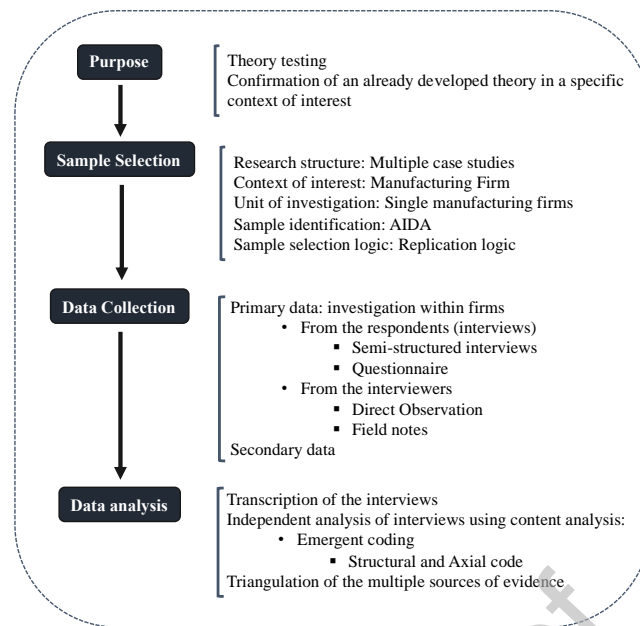 Purpose
Theory testing
Confirmation of an already developed theory in a specific
context of interest
Sample Selection
Research structure: Multiple case studies
Context of interest: Manufacturing Firm
Unit of investigation: Single manufacturing firms
Sample identification: AIDA
Sample selection logic: Replication logic
Data Collection
Primary data: investigation within firms
• From the respondents (interviews)
▪ Semi-structured interviews
▪ Questionnaire
• From the interviewers
▪ Direct Observation
▪ Field notes
Secondary data
Data analysis
Transcription of the interviews
Independent analysis of interviews using content analysis:
• Emergent coding
▪ Structural and Axial code
Triangulation of the multiple sources of evidence